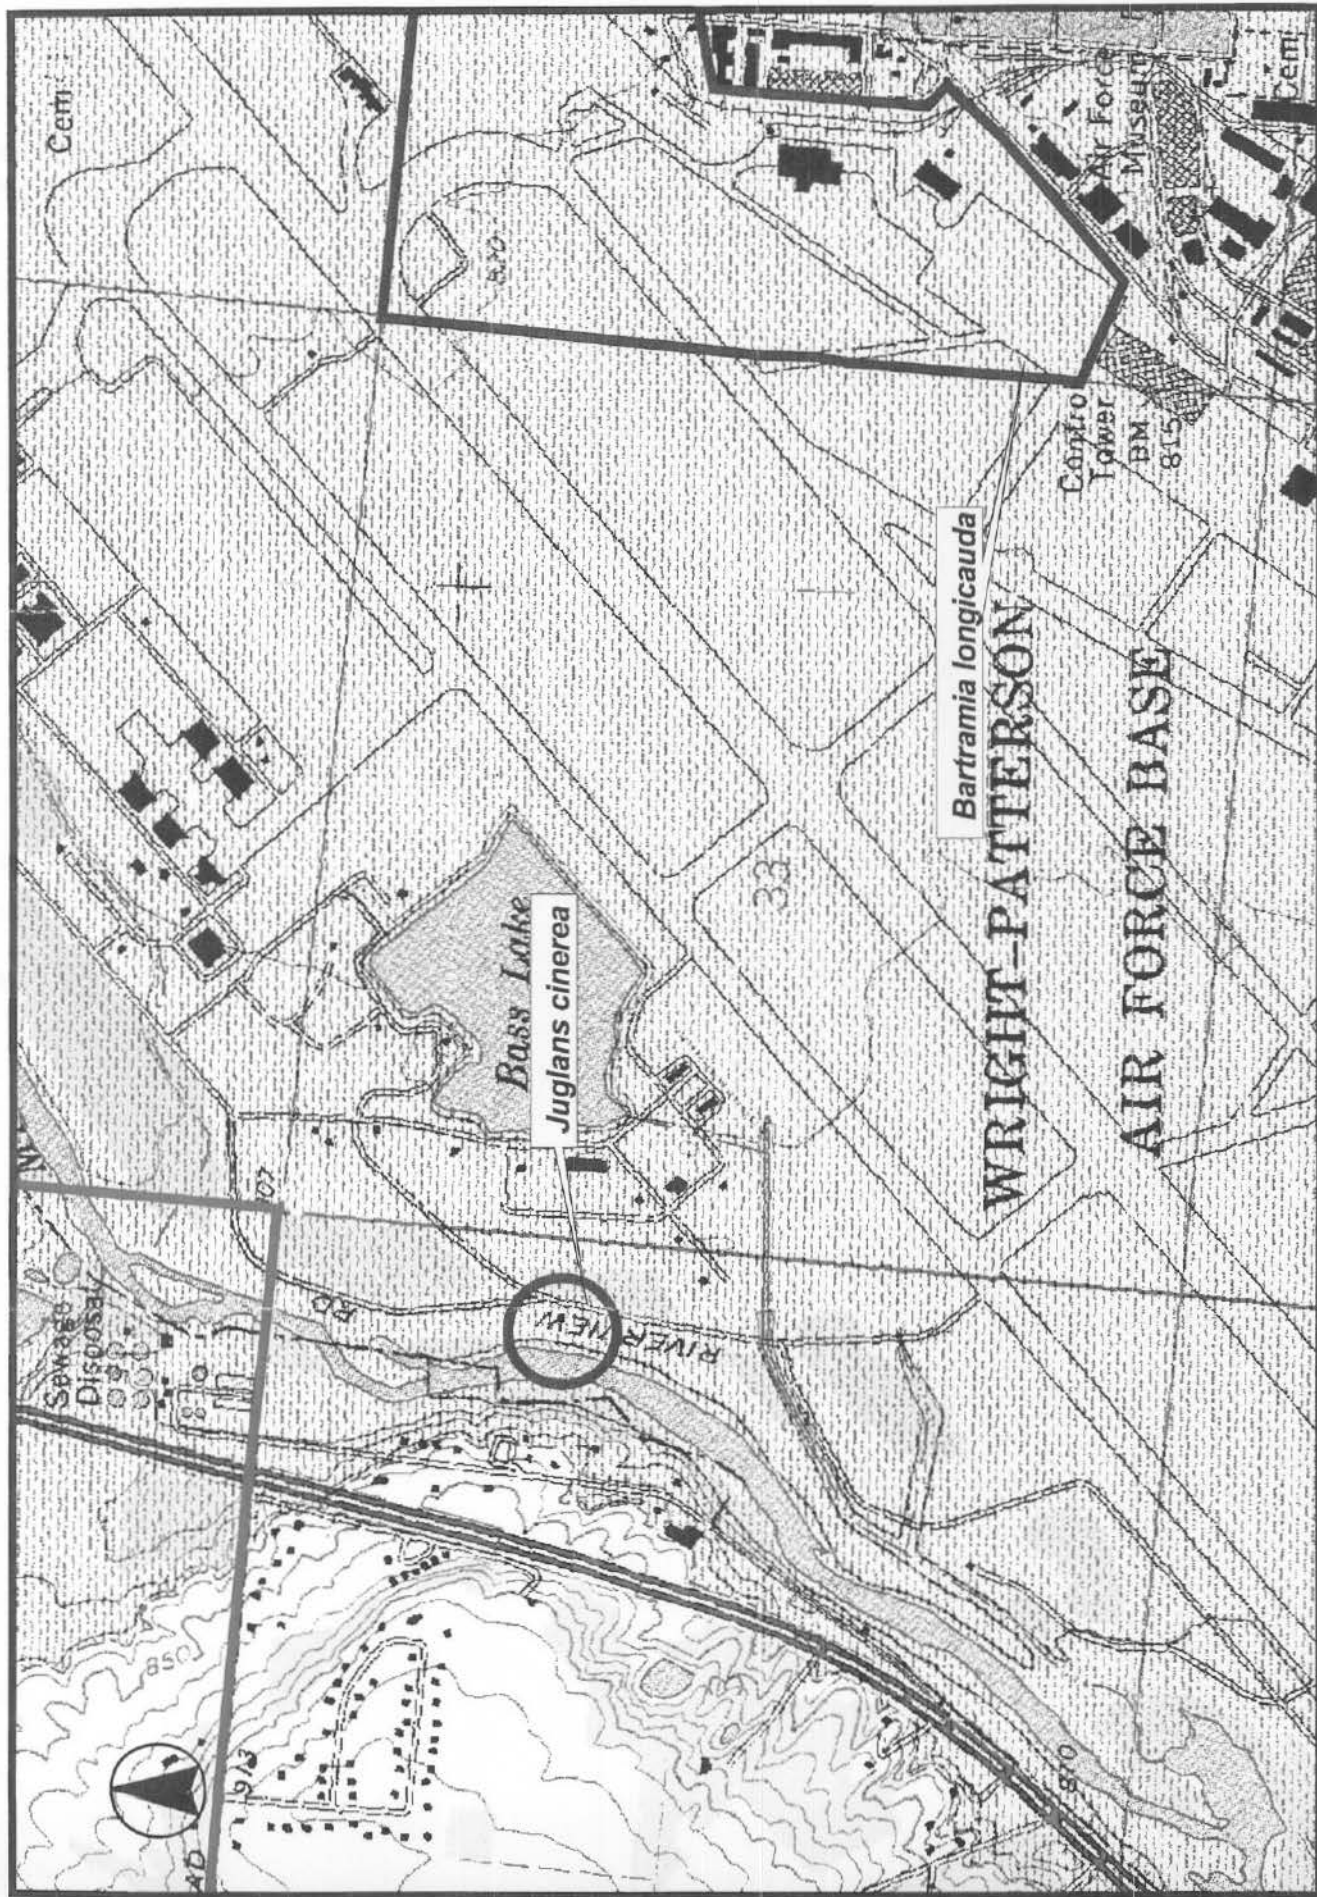 Cem
Sewage
Disposal
850
913
RD
RIVERVIEW
Bass Lake
Juglans cinerea
33
810
Air Force
Museum
Cem
Control
Tower
BM
815
Bartramia longicauda
WRIGHT-PATTERSON
AIR FORCE BASE